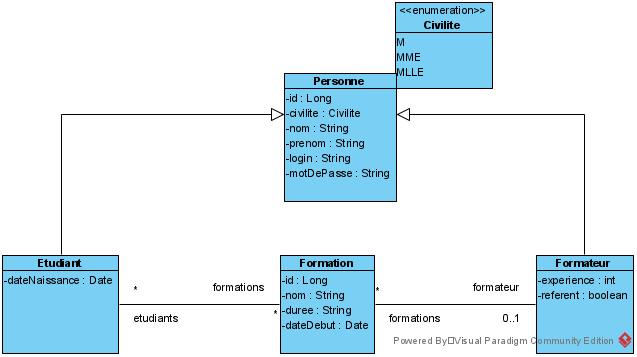 <<enumeration>>
Civilite
M
MME
MLLE
Personne
-id : Long
-civilite : Civilite
-nom : String
-prenom : String
-login : String
-motDePasse : String
Etudiant
-dateNaissance : Date
Formation
-id : Long
-nom : String
-duree : String
-dateDebut : Date
Formateur
-experience : int
-referent : boolean
* formations * formateur
etudiants * formations 0..1
Powered By Visual Paradigm Community Edition